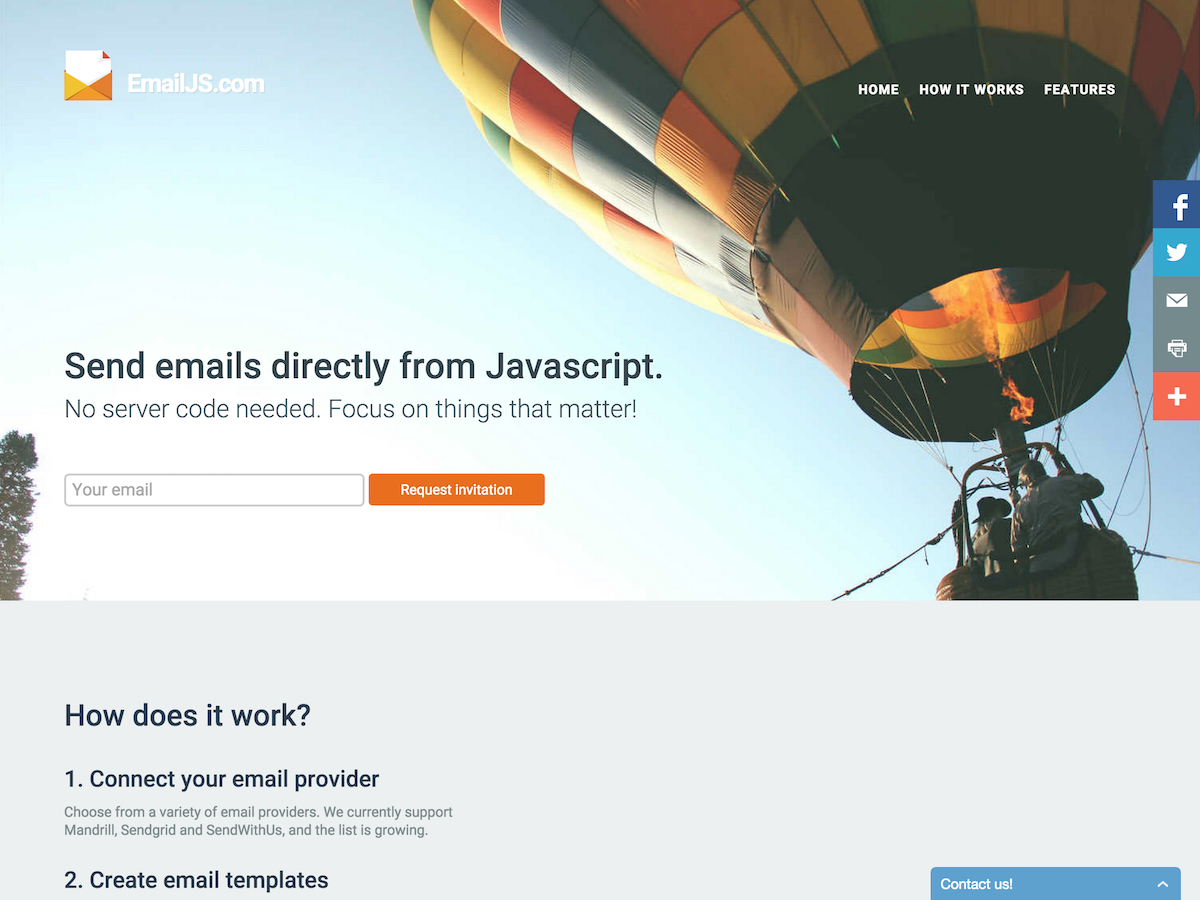 EmailJS.com
HOME HOW IT WORKS FEATURES
Send emails directly from Javascript.
No server code needed. Focus on things that matter!
Your email
Request invitation
How does it work?
1. Connect your email provider
Choose from a variety of email providers. We currently support
Mandrill, Sendgrid and SendWithUs, and the list is growing.
2. Create email templates
Contact us!